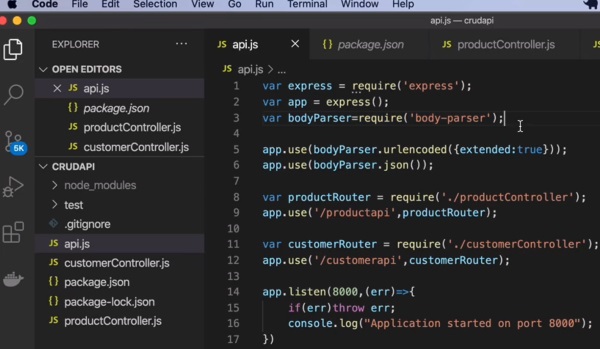 Code File Edit Selection View Go Run Terminal Window Help
api.js — crudapi
EXPLORER
api.js
package.json
productController.js
JS
OPEN EDITORS
JS api.js
{} package.json
JS productController.js
JS customerController.js
5K
CRUDAPI
node_modules
test
.gitignore
JS api.js
JS customerController.js
{} package.json
{} package-lock.json
JS productController.js
JS api.js > ...
1 var express = require('express');
2 var app = express();
3 var bodyParser=require('body-parser');
4
5 app.use(bodyParser.urlencoded({extended:true}));
6 app.use(bodyParser.json());
7
8 var productRouter = require('./productController');
9 app.use('/productapi',productRouter);
10
11 var customerRouter = require('./customerController');
12 app.use('/customerapi',customerRouter);
13
14 app.listen(8000,(err)=>{
15 if(err)throw err;
16 console.log("Application started on port 8000");
17 })